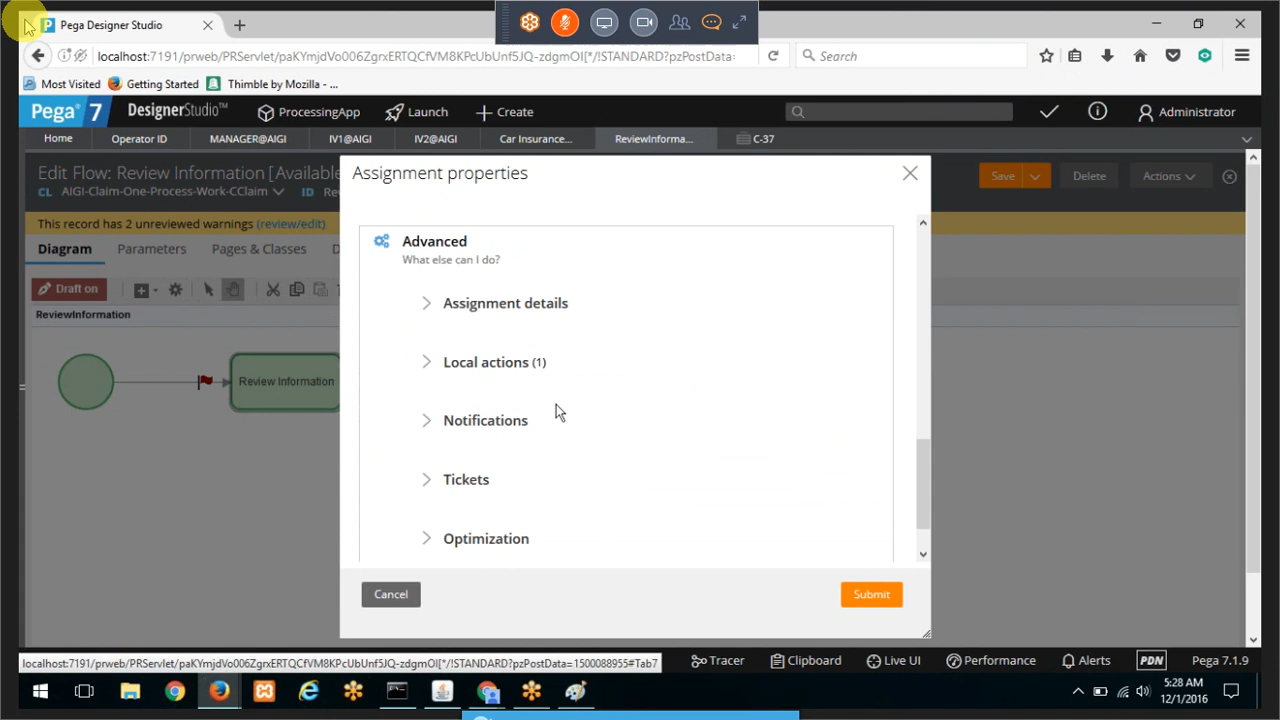 Pega Designer Studio
localhost:7191/prweb/PRServlet/paKYmjdVo006ZgrxERTQCfVM8KPcUbUnf5JQ-zdgmOI[*/!STANDARD?pzPostData=
Search
Most Visited Getting Started Thimble by Mozilla - ...
Pega 7 DesignerStudio™ ProcessingApp Launch Create Administrator
Home Operator ID MANAGER@AIGI IV1@AIGI IV2@AIGI Car Insurance... ReviewInforma... C-37
Edit Flow: Review Information [Available
CL AIGI-Claim-One-Process-Work-CClaim ID Re
Save Delete Actions
This record has 2 unreviewed warnings (review/edit)
Diagram Parameters Pages & Classes D
Draft on
ReviewInformation
Review Information
Assignment properties
Advanced
What else can I do?
Assignment details
Local actions (1)
Notifications
Tickets
Optimization
Cancel Submit
localhost:7191/prweb/PRServlet/paKYmjdVo006ZgrxERTQCfVM8KPcUbUnf5JQ-zdgmOI[*/!STANDARD?pzPostData=1500088955#Tab7
Tracer Clipboard Live UI Performance Alerts PDN Pega 7.1.9
5:28 AM
12/1/2016